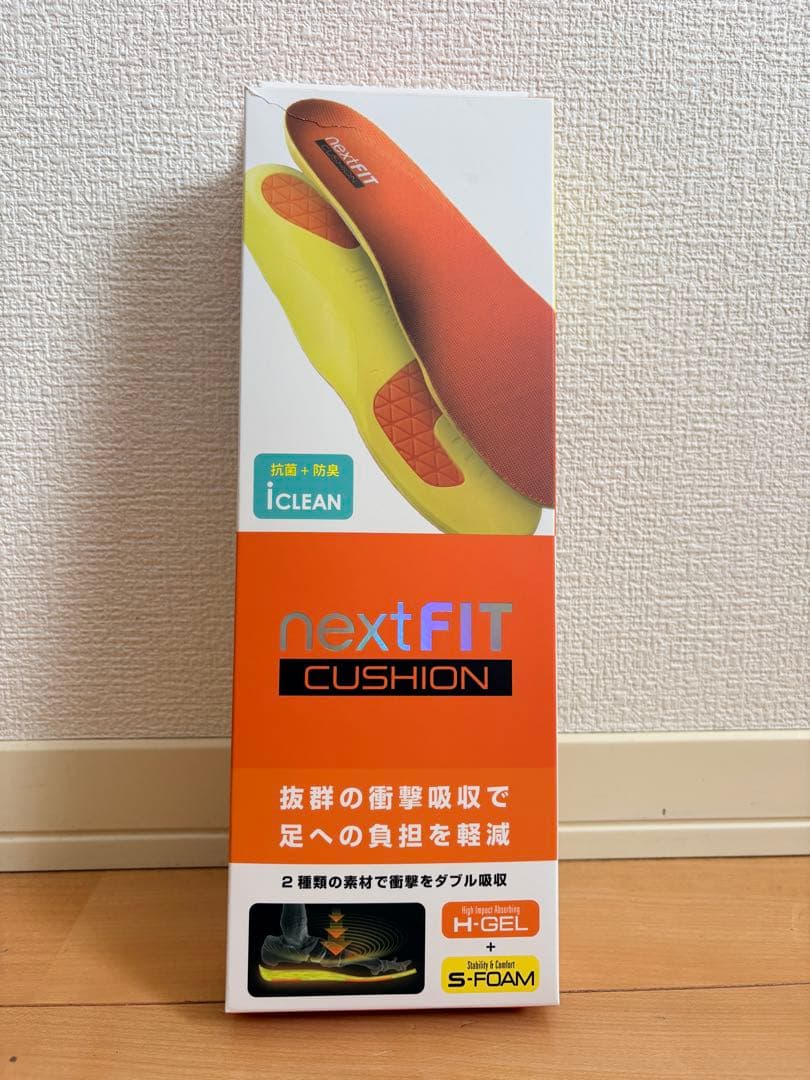 nextFIT
CUSHION
抗菌+防臭
iCLEAN
nextFIT
CUSHION
抜群の衝撃吸収で
足への負担を軽減
2種類の素材で衝撃をダブル吸収
High Impact Absorbing
H-GEL
+
Stability & Comfort
S-FOAM